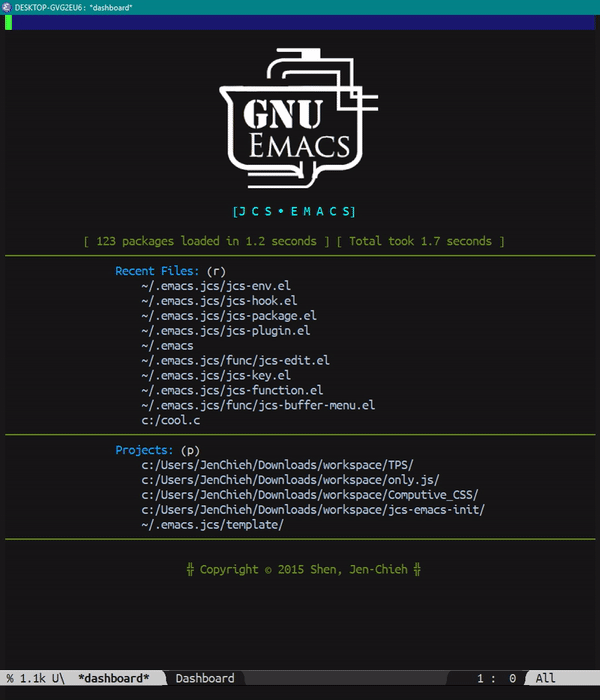 DESKTOP-GVG2EU6: "dashboard"
GNU
EMACS
[J C S • E M A C S]
[ 123 packages loaded in 1.2 seconds ] [ Total took 1.7 seconds ]
Recent Files: (r)
~/.emacs.jcs/jcs-env.el
~/.emacs.jcs/jcs-hook.el
~/.emacs.jcs/jcs-package.el
~/.emacs.jcs/jcs-plugin.el
~/.emacs
~/.emacs.jcs/func/jcs-edit.el
~/.emacs.jcs/jcs-key.el
~/.emacs.jcs/jcs-function.el
~/.emacs.jcs/func/jcs-buffer-menu.el
c:/cool.c
Projects: (p)
c:/Users/JenChieh/Downloads/workspace/TPS/
c:/Users/JenChieh/Downloads/workspace/only.js/
c:/Users/JenChieh/Downloads/workspace/Computive_CSS/
c:/Users/JenChieh/Downloads/workspace/jcs-emacs-init/
~/.emacs.jcs/template/
╬ Copyright © 2015 Shen, Jen-Chieh ╬
% 1.1k U\ *dashboard* Dashboard 1 : 0 All